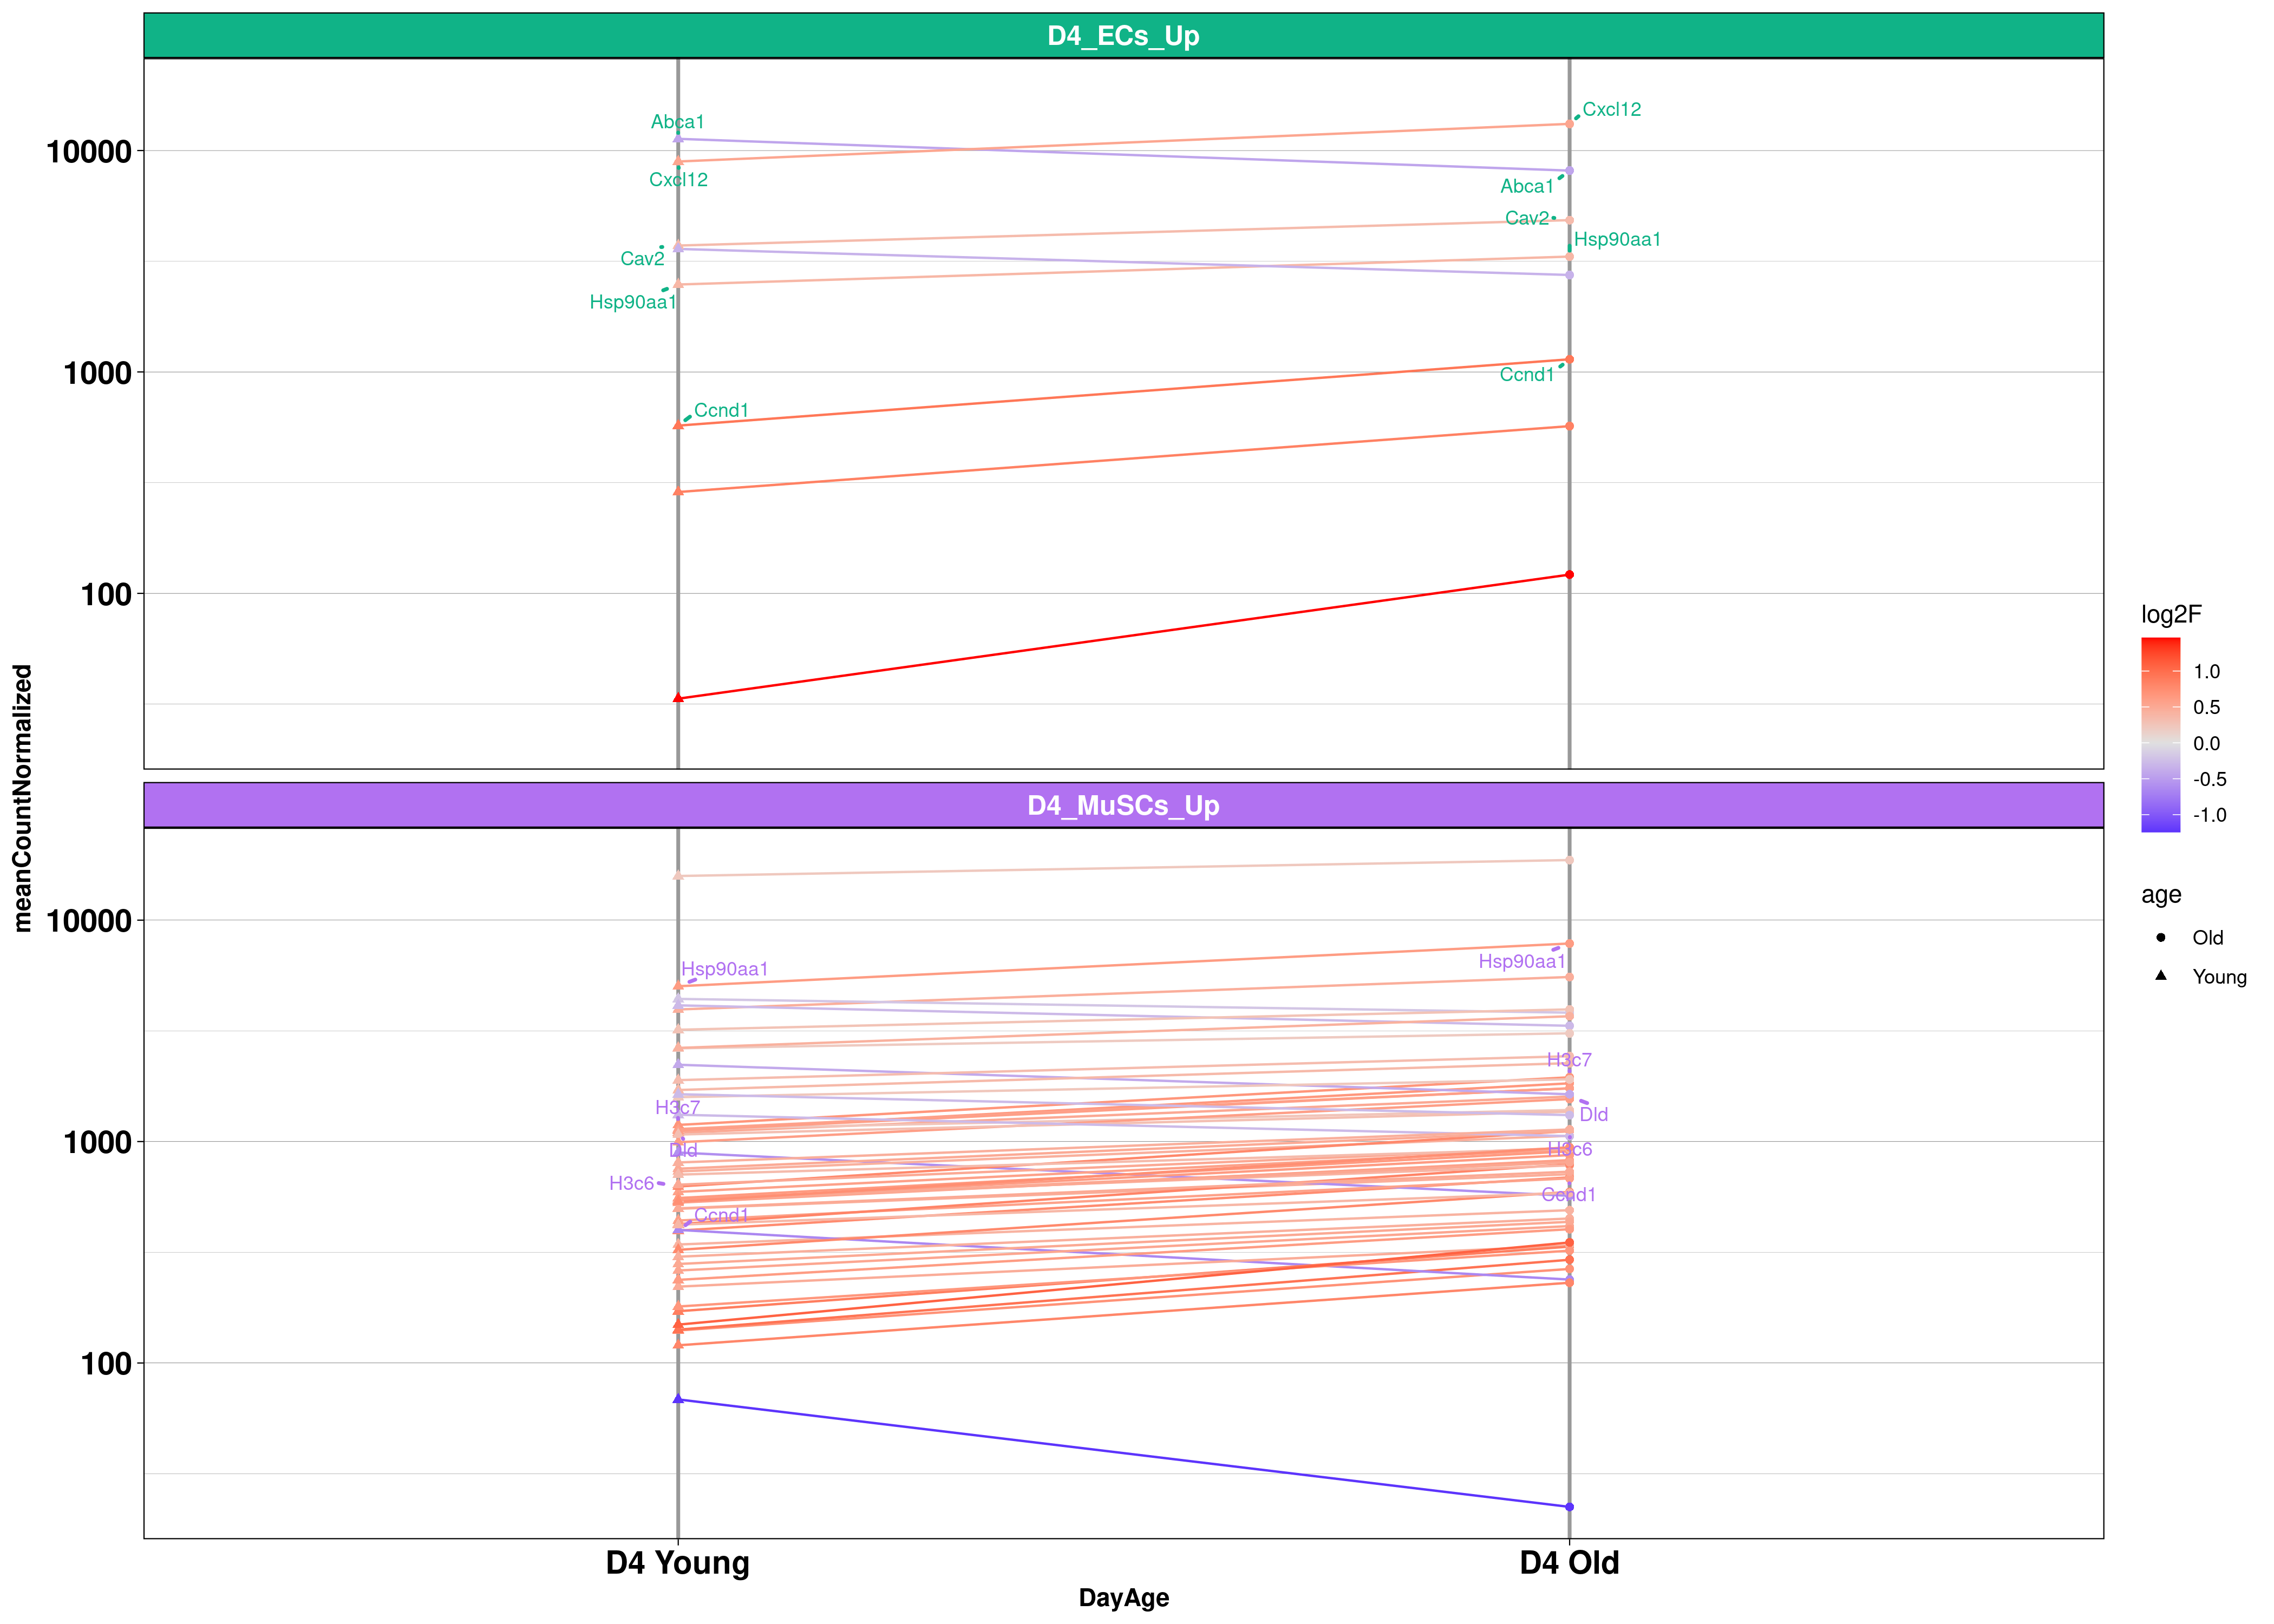 D4_ECs_Up
Abca1
Cxcl12
Cxcl12
Abca1
Cav2
Hsp90aa1
Cav2
Hsp90aa1
Ccnd1
Ccnd1
10000
1000
100
D4_MuSCs_Up
Hsp90aa1
Hsp90aa1
H3c7
H3c7
Dld
Dld
H3c6
H3c6
Ccnd1
Ccnd1
10000
1000
100
D4 Young
D4 Old
DayAge
meanCountNormalized
log2F
1.0
0.5
0.0
-0.5
-1.0
age
Old
Young